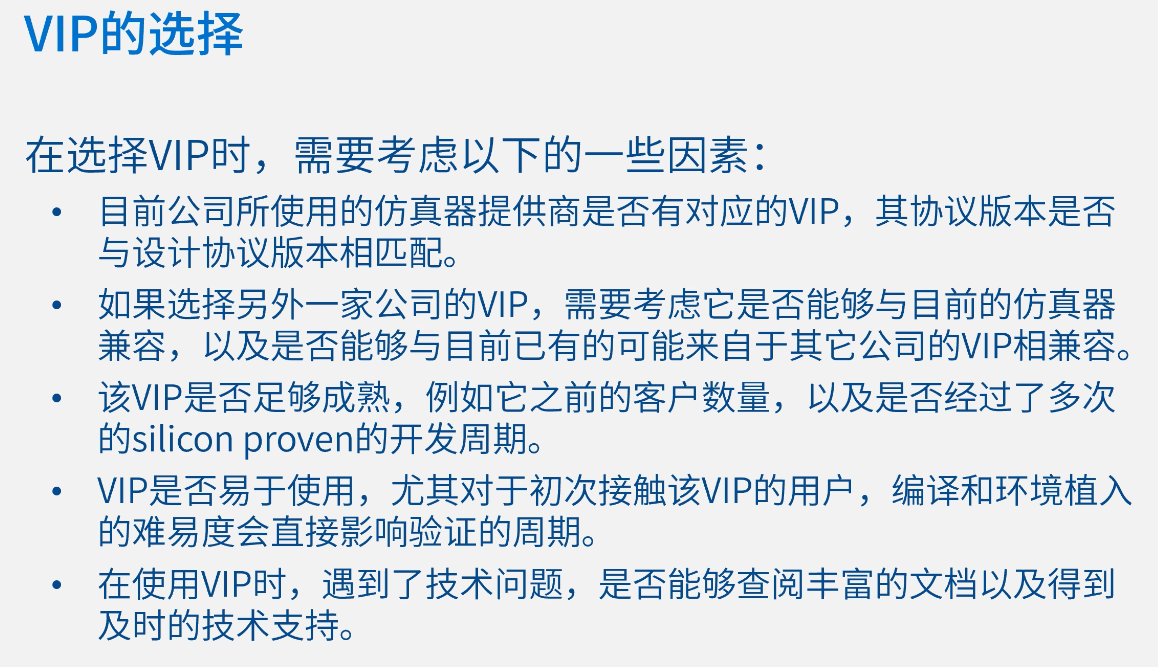 VIP的选择
在选择VIP时，需要考虑以下的一些因素：
• 目前公司所使用的仿真器提供商是否有对应的VIP，其协议版本是否
与设计协议版本相匹配。
• 如果选择另外一家公司的VIP，需要考虑它是否能够与目前的仿真器
兼容，以及是否能够与目前已有的可能来自于其它公司的VIP相兼容。
• 该VIP是否足够成熟，例如它之前的客户数量，以及是否经过了多次
的silicon proven的开发周期。
• VIP是否易于使用，尤其对于初次接触该VIP的用户，编译和环境植入
的难易度会直接影响验证的周期。
• 在使用VIP时，遇到了技术问题，是否能够查阅丰富的文档以及得到
及时的技术支持。